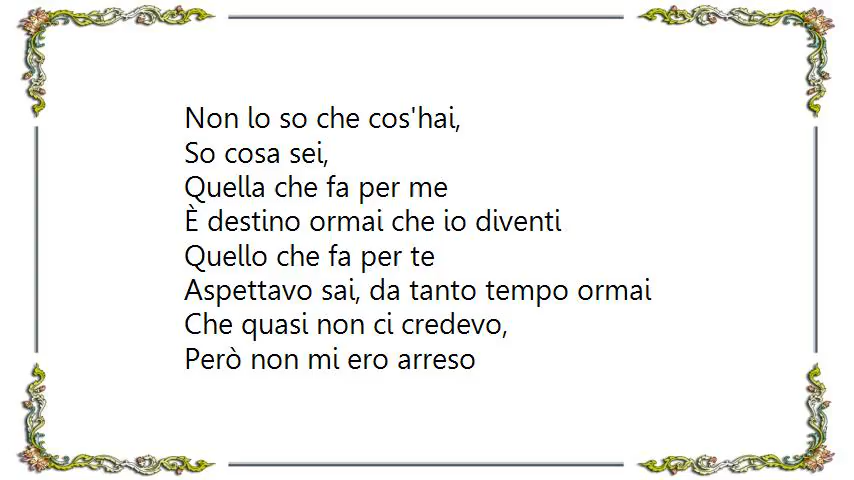 Non lo so che cos'hai,
So cosa sei,
Quella che fa per me
È destino ormai che io diventi
Quello che fa per te
Aspettavo sai, da tanto tempo ormai
Che quasi non ci credevo,
Però non mi ero arreso